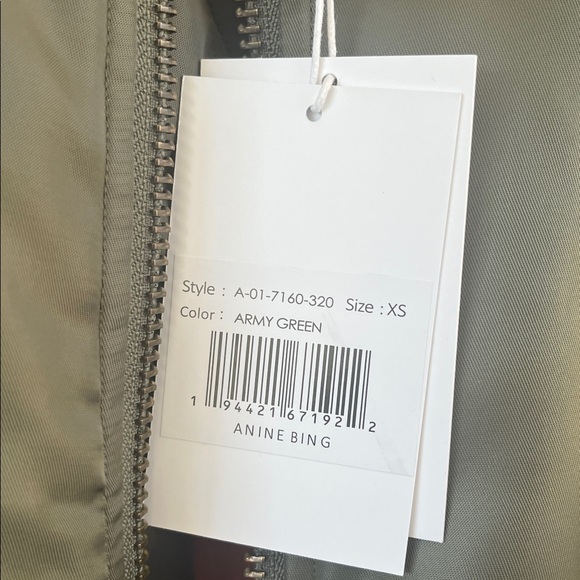 Style : A-01-7160-320 Size : XS
Color : ARMY GREEN
1 94421 67192 2
ANINE BING